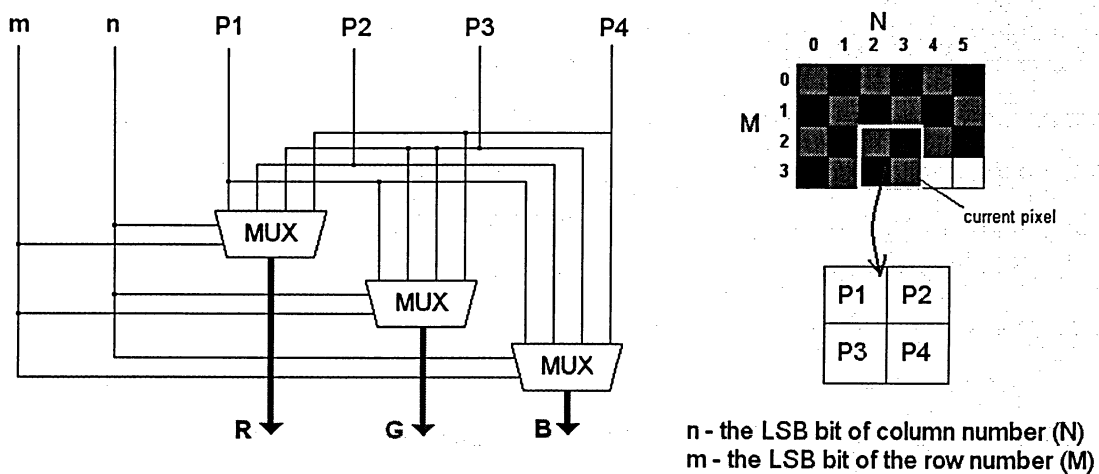 m n P1 P2 P3 P4
MUX
MUX
MUX
R G B
N
0 1 2 3 4 5
0
1
M
2
3
current pixel
P1 P2
P3 P4
n - the LSB bit of column number (N)
m - the LSB bit of the row number (M)